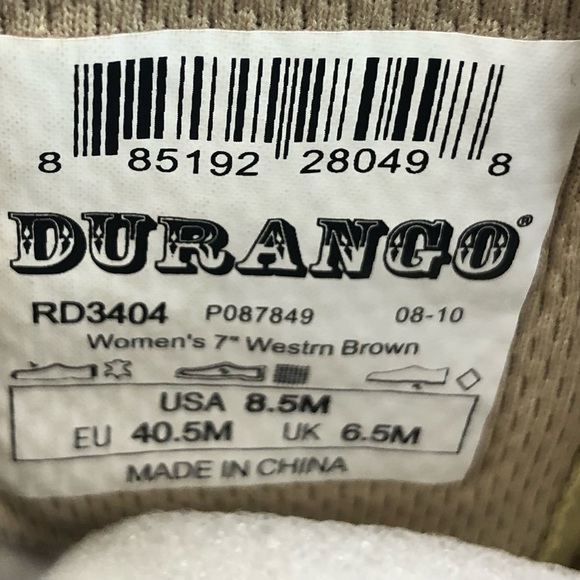 8 85192 28049 8
DURANGO®
RD3404 P087849 08-10
Women's 7" Westrn Brown
USA 8.5M
EU 40.5M UK 6.5M
MADE IN CHINA